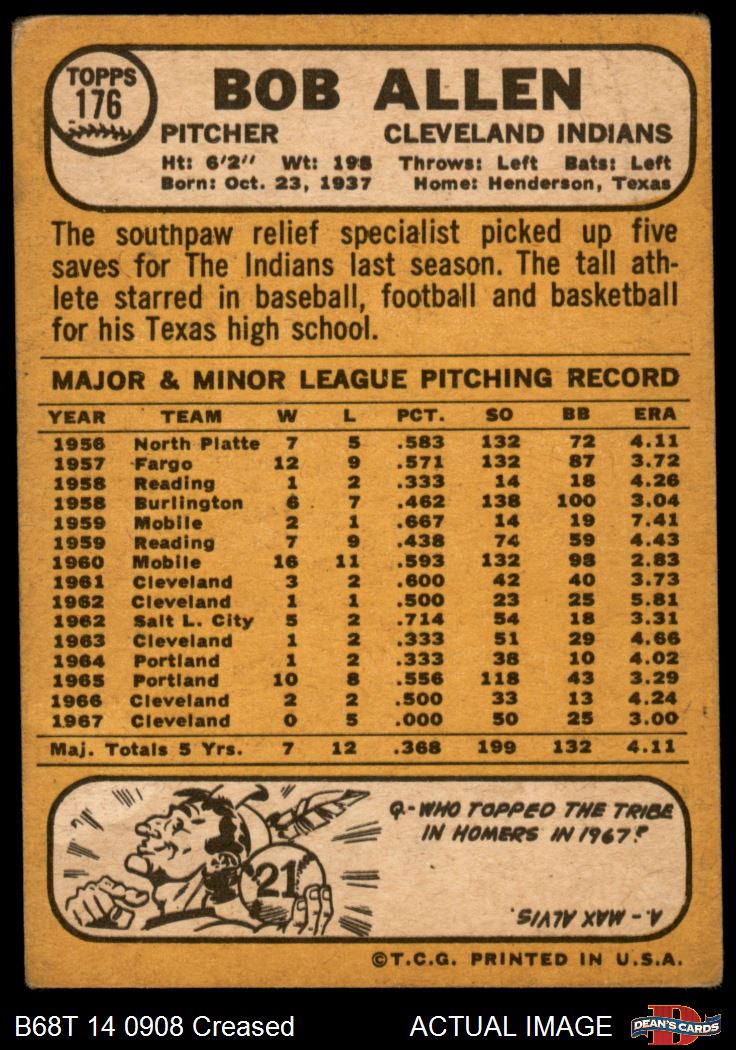 TOPPS
176
BOB ALLEN
PITCHER CLEVELAND INDIANS
Ht: 6'2" Wt: 198 Throws: Left Bats: Left
Born: Oct. 23, 1937 Home: Henderson, Texas
The southpaw relief specialist picked up five
saves for The Indians last season. The tall ath-
lete starred in baseball, football and basketball
for his Texas high school.
MAJOR & MINOR LEAGUE PITCHING RECORD
YEAR TEAM W L PCT. SO BB ERA
1956 North Platte 7 5 .583 132 72 4.11
1957 Fargo 12 9 .571 132 87 3.72
1958 Reading 1 2 .333 14 18 4.26
1958 Burlington 6 7 .462 138 100 3.04
1959 Mobile 2 1 .667 14 19 7.41
1959 Reading 7 9 .438 74 59 4.43
1960 Mobile 16 11 .593 132 98 2.83
1961 Cleveland 3 2 .600 42 40 3.73
1962 Cleveland 1 1 .500 23 25 5.81
1962 Salt L. City 5 2 .714 54 18 3.31
1963 Cleveland 1 2 .333 51 29 4.66
1964 Portland 1 2 .333 38 10 4.02
1965 Portland 10 8 .556 118 43 3.29
1966 Cleveland 2 2 .500 33 13 4.24
1967 Cleveland 0 5 .000 50 25 3.00
Maj. Totals 5 Yrs. 7 12 .368 199 132 4.11
21
Q-WHO TOPPED THE TRIBE
IN HOMERS IN 1967?
A. - MAX ALVIS.
©T.C.G. PRINTED IN U.S.A.
B68T 14 0908 Creased ACTUAL IMAGE
D
DEAN'S CARDS